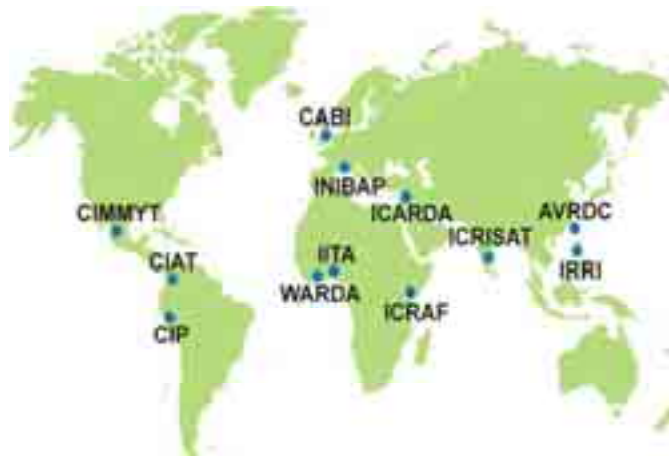 CABI
INIBAP
ICARDA
CIMMYT
AVRDC
ICRISAT
CIAT
IITA
IRRI
WARDA
ICRAF
CIP